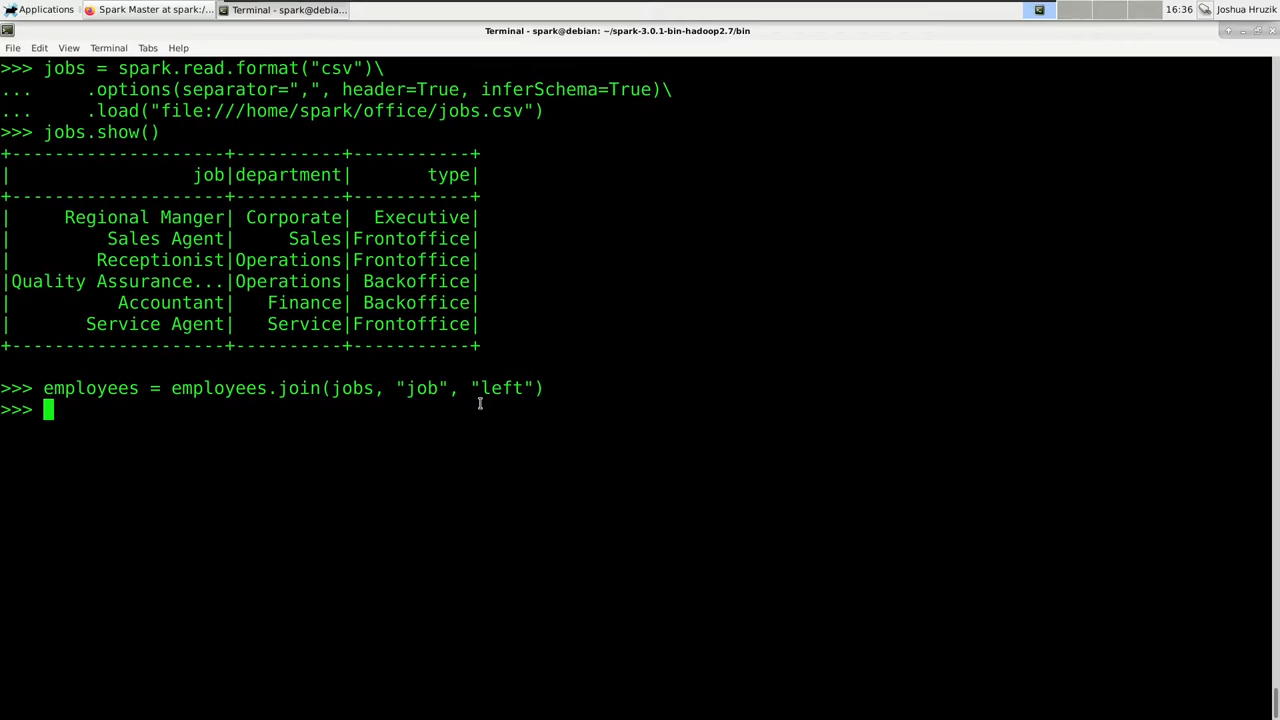 Applications Spark Master at spark:/... Terminal - spark@debia... 16:36 Joshua Hruzik
Terminal - spark@debian: ~/spark-3.0.1-bin-hadoop2.7/bin
File Edit View Terminal Tabs Help
>>> jobs = spark.read.format("csv")\
...     .options(separator=",", header=True, inferSchema=True)\
...     .load("file:///home/spark/office/jobs.csv")
>>> jobs.show()
+--------------------+----------+-----------+
|                 job|department|       type|
+--------------------+----------+-----------+
|     Regional Manger| Corporate|  Executive|
|         Sales Agent|     Sales|Frontoffice|
|        Receptionist|Operations|Frontoffice|
|Quality Assurance...|Operations| Backoffice|
|          Accountant|   Finance| Backoffice|
|       Service Agent|   Service|Frontoffice|
+--------------------+----------+-----------+
>>> employees = employees.join(jobs, "job", "left")
>>>